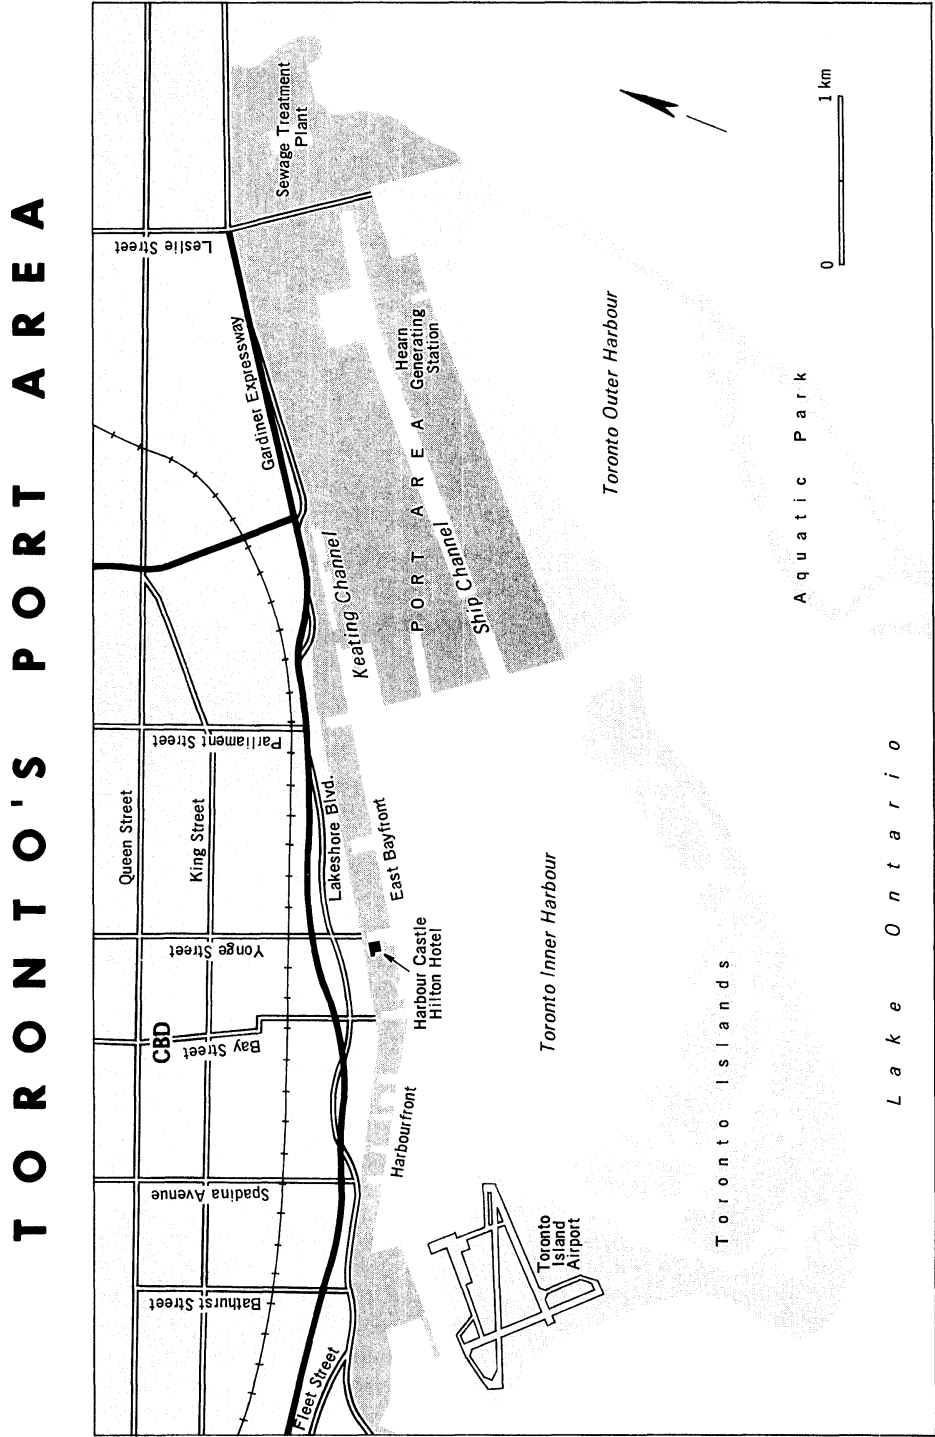 TORONTO'S PORT AREA
Queen Street
King Street
CBD
Bathurst Street
Spadina Avenue
Bay Street
Yonge Street
Parliament Street
Leslie Street
Fleet Street
Lakeshore Blvd.
Gardiner Expressway
Sewage Treatment
Plant
Harbourfront
Harbour Castle
Hilton Hotel
East Bayfront
Keating Channel
PORT AREA
Ship Channel
Hearn
Generating
Station
Toronto
Island
Airport
Toronto Inner Harbour
Toronto Outer Harbour
Toronto Islands
Aquatic Park
Lake Ontario
0
1 km